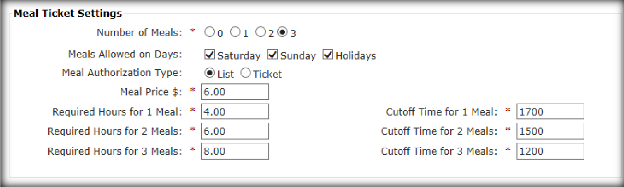 Meal Ticket Settings
Number of Meals: * 0 1 2 3
Meals Allowed on Days: Saturday Sunday Holidays
Meal Authorization Type: List Ticket
Meal Price $: * 6.00
Required Hours for 1 Meal: * 4.00 Cutoff Time for 1 Meal: * 1700
Required Hours for 2 Meals: * 6.00 Cutoff Time for 2 Meals: * 1500
Required Hours for 3 Meals: * 8.00 Cutoff Time for 3 Meals: * 1200